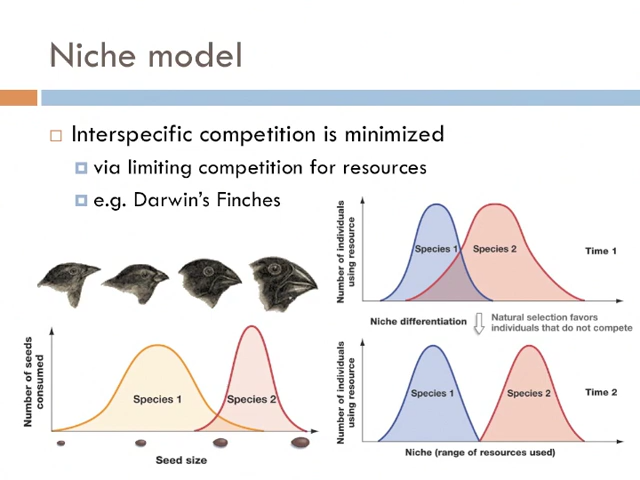 Niche model
Interspecific competition is minimized
via limiting competition for resources
e.g. Darwin's Finches
Number of seeds
consumed
Species 1
Species 2
Seed size
Number of individuals
using resource
Species 1
Species 2
Time 1
Niche differentiation
Natural selection favors
individuals that do not compete
Number of individuals
using resource
Species 1
Species 2
Time 2
Niche (range of resources used)